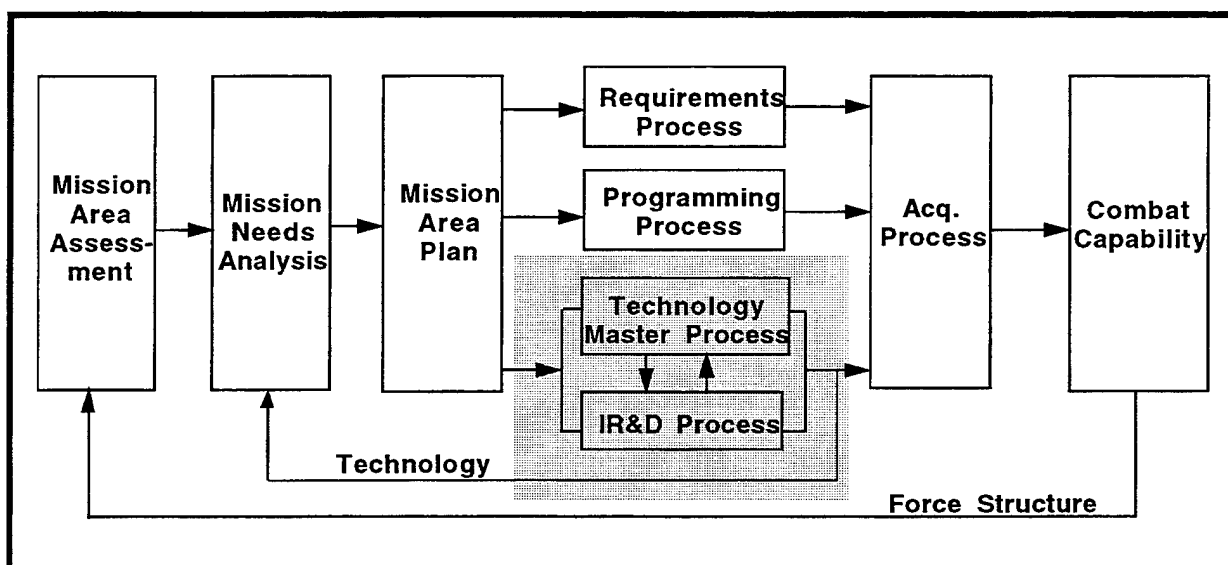 Mission
Area
Assess-
ment
Mission
Needs
Analysis
Mission
Area
Plan
Requirements
Process
Programming
Process
Technology
Master Process
IR&D Process
Acq.
Process
Combat
Capability
Technology
Force Structure